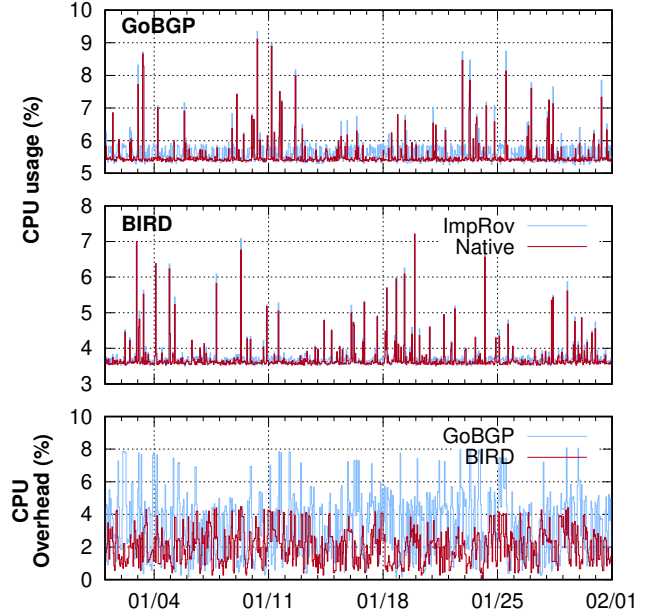 CPU usage (%)
GoBGP
10
9
8
7
6
5
BIRD
ImpRov
Native
8
7
6
5
4
3
CPU
Overhead (%)
GoBGP
BIRD
10
8
6
4
2
0
01/04 01/11 01/18 01/25 02/01